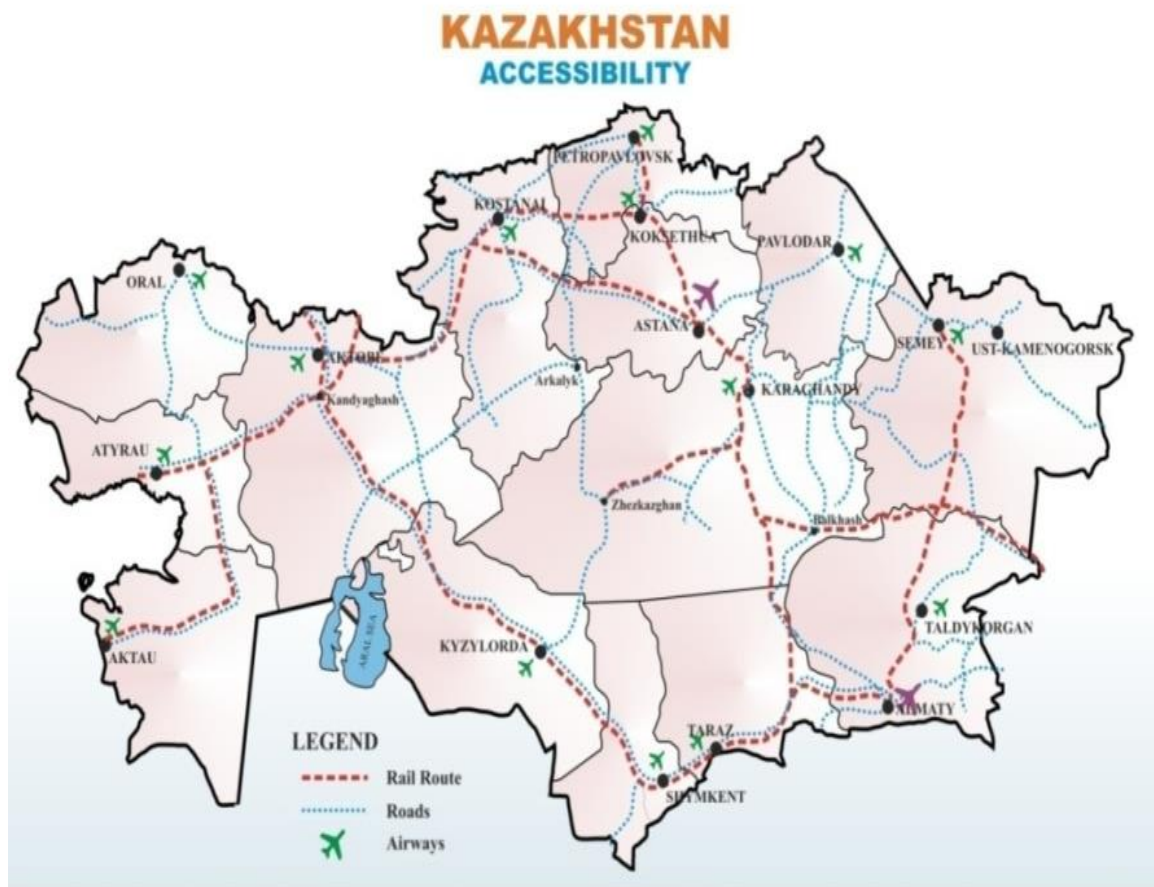 KAZAKHSTAN
ACCESSIBILITY
PETROPAVLOVSK
KOSTANAI
KOKSETHUA
PAVLODAR
ORAL
ASTANA
SEMEY
UST-KAMENOGORSK
AKTOBE
Arkalyk
KARAGHANDY
Kandyaghash
ATYRAU
Zhezkazghan
Balkhash
TALDYKORGAN
ARAL SEA
KYZYLORDA
AKTAU
ALMATY
TARAZ
SHYMKENT
LEGEND
Rail Route
Roads
Airways